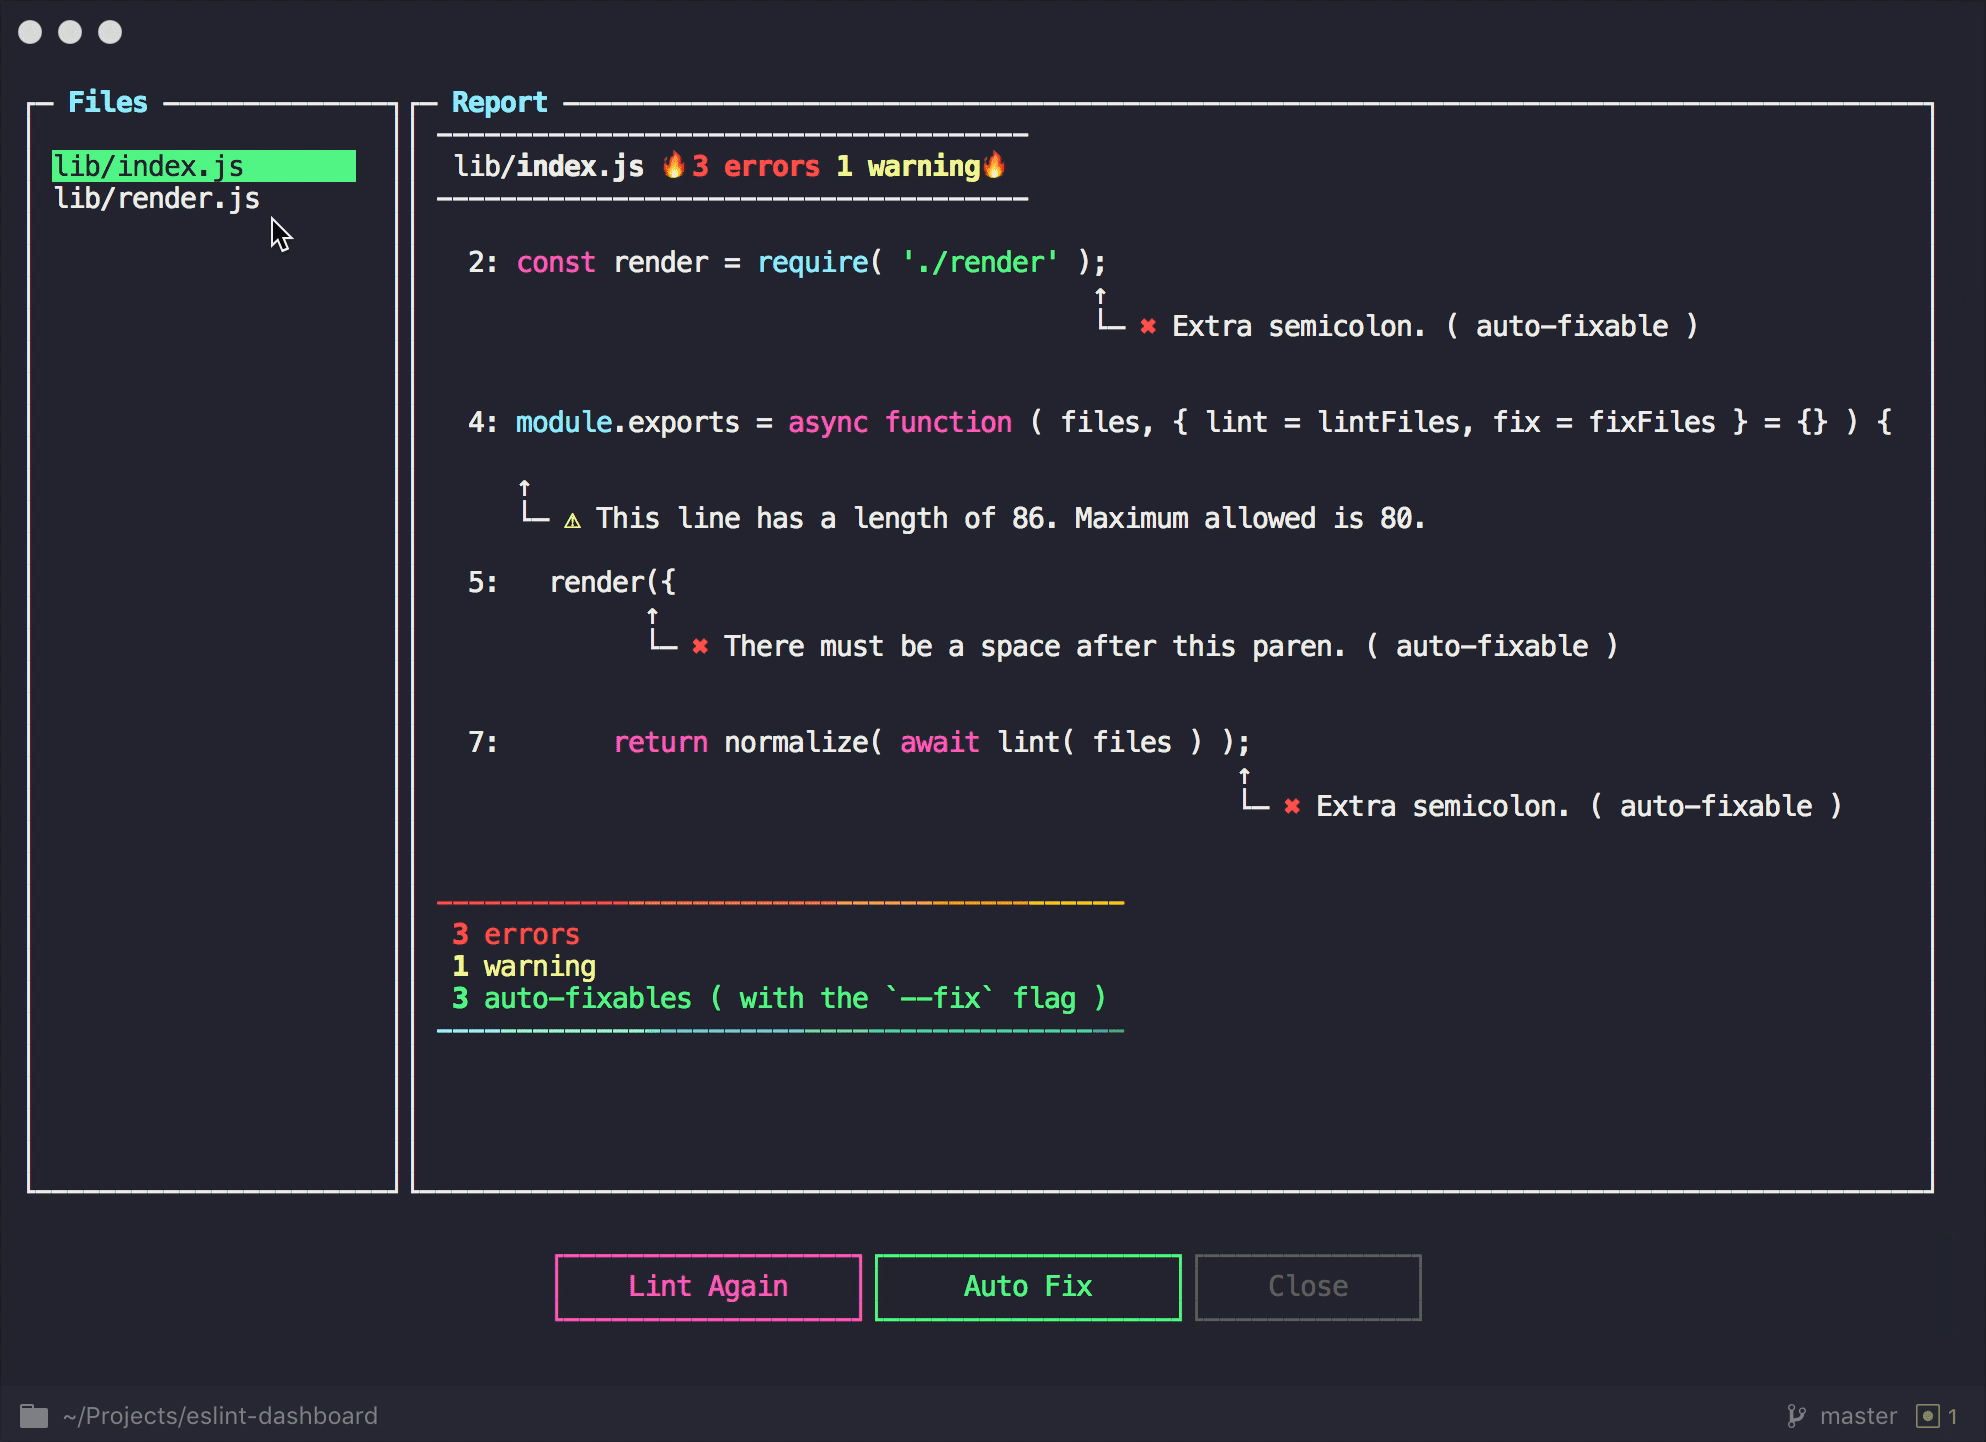 Files
lib/index.js
lib/render.js
Report
lib/index.js 🔥3 errors 1 warning🔥
2: const render = require( './render' );
↑
└─ ✖ Extra semicolon. ( auto-fixable )
4: module.exports = async function ( files, { lint = lintFiles, fix = fixFiles } = {} ) {
↑
└─ ⚠ This line has a length of 86. Maximum allowed is 80.
5: render({
↑
└─ ✖ There must be a space after this paren. ( auto-fixable )
7: return normalize( await lint( files ) );
↑
└─ ✖ Extra semicolon. ( auto-fixable )
3 errors
1 warning
3 auto-fixables ( with the `--fix` flag )
Lint Again
Auto Fix
Close
~/Projects/eslint-dashboard
master
1